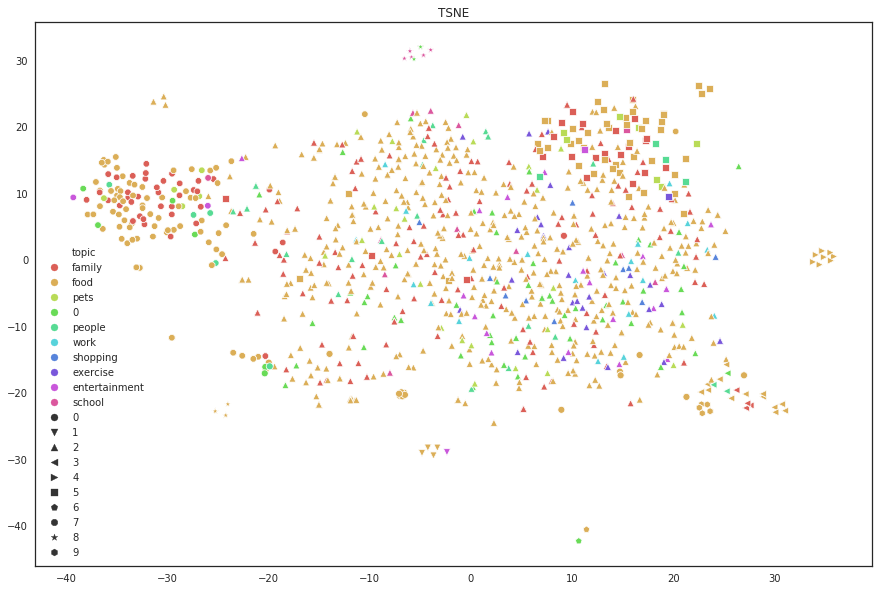 TSNE
30
20
10
0
−10
−20
−30
−40
topic
family
food
pets
0
people
work
shopping
exercise
entertainment
school
0
1
2
3
4
5
6
7
8
9
−40 −30 −20 −10 0 10 20 30